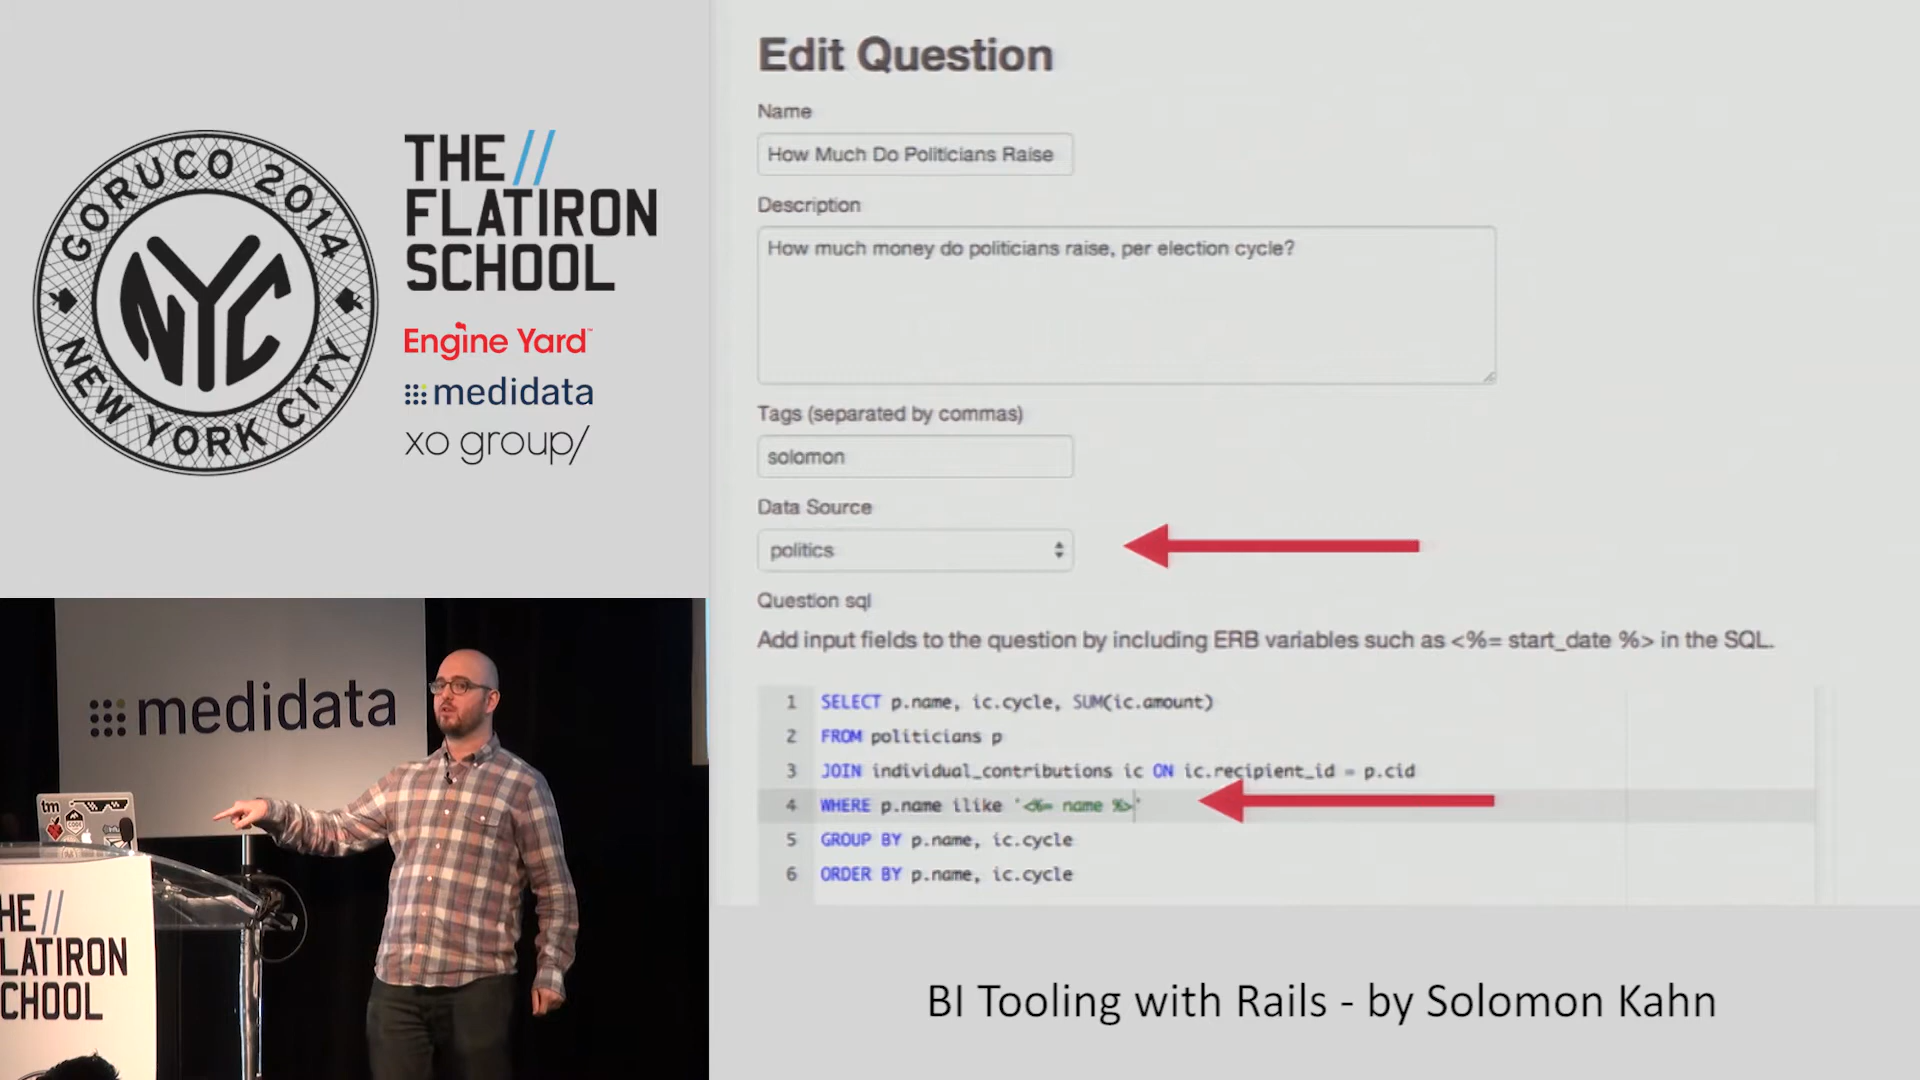 GORUCO 2014
NYC
NEW YORK CITY
THE//
FLATIRON
SCHOOL
Engine Yard™
medidata
xo group/
Edit Question
Name
How Much Do Politicians Raise
Description
How much money do politicians raise, per election cycle?
Tags (separated by commas)
solomon
Data Source
politics
Question sql
Add input fields to the question by including ERB variables such as <%= start_date %> in the SQL.
1 SELECT p.name, ic.cycle, SUM(ic.amount)
2 FROM politicians p
3 JOIN individual_contributions ic ON ic.recipient_id = p.cid
4 WHERE p.name ilike '<%= name %>'
5 GROUP BY p.name, ic.cycle
6 ORDER BY p.name, ic.cycle
medidata
tm
HE//
LATIRON
CHOOL
BI Tooling with Rails - by Solomon Kahn